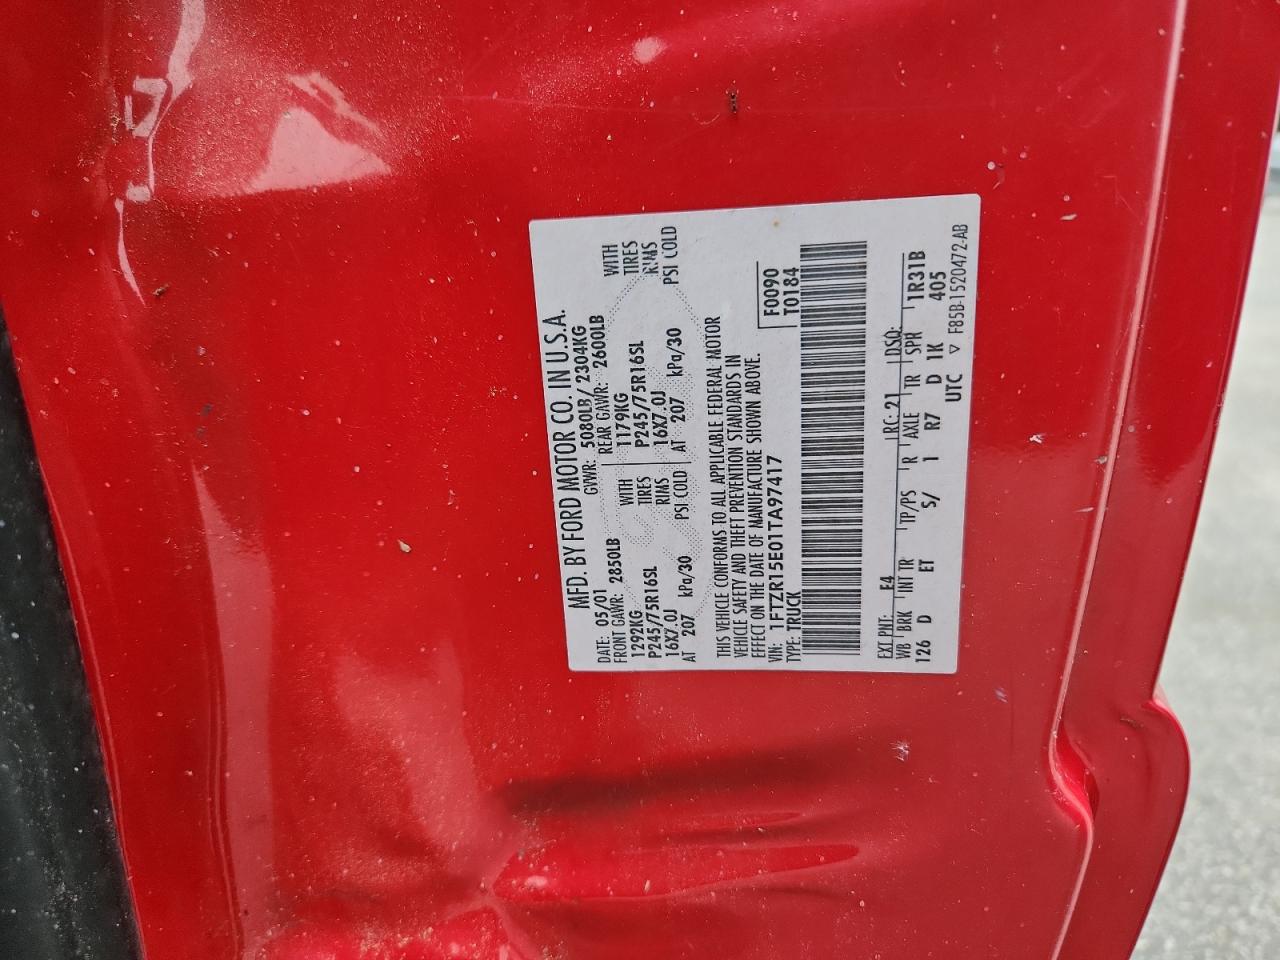 MFD. BY FORD MOTOR CO. IN U.S.A.
DATE: 05/01 GVWR: 5080LB/ 2304KG
FRONT GAWR: 2850LB REAR GAWR: 2600LB
1292KG WITH 1179KG WITH
P245/75R16SL TIRES P245/75R16SL TIRES
16X7.0J RIMS 16X7.0J RIMS
AT 207 kPa/30 PSI COLD AT 207 kPa/30 PSI COLD
THIS VEHICLE CONFORMS TO ALL APPLICABLE FEDERAL MOTOR
VEHICLE SAFETY AND THEFT PREVENTION STANDARDS IN
EFFECT ON THE DATE OF MANUFACTURE SHOWN ABOVE.
VIN: 1FTZR15E01TA97417 F0090
TYPE: TRUCK T0184
EXT PNT: E4 RC: 21 DSO:
WB BRK INT TR TP/PS R AXLE TR SPR 1R31B
126 D ET S/ 1 R7 D 1K 405
UTC ▽ F85B-1520472-AB